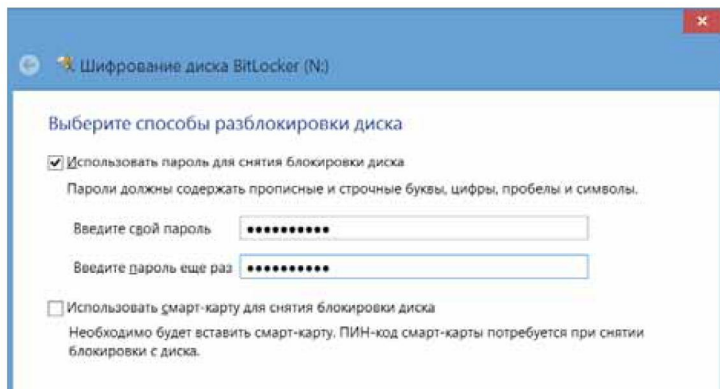 Шифрование диска BitLocker (N:)
Выберите способы разблокировки диска
Использовать пароль для снятия блокировки диска
Пароли должны содержать прописные и строчные буквы, цифры, пробелы и символы.
Введите свой пароль ●●●●●●●●●●
Введите пароль еще раз ●●●●●●●●●●
Использовать смарт-карту для снятия блокировки диска
Необходимо будет вставить смарт-карту. ПИН-код смарт-карты потребуется при снятии
блокировки с диска.